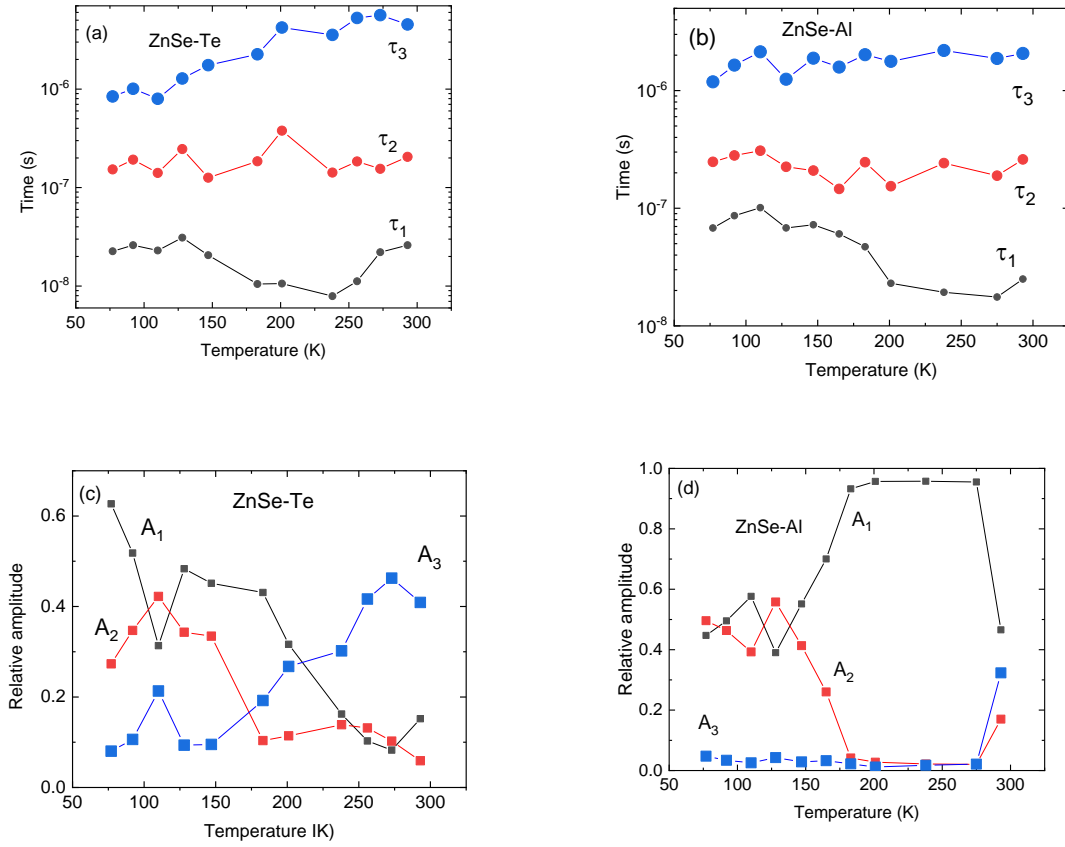 (a)
ZnSe-Te
τ3
τ2
τ1
10-6
10-7
10-8
Time (s)
50 100 150 200 250 300
Temperature (K)
(b)
ZnSe-Al
τ3
τ2
τ1
10-6
10-7
10-8
Time (s)
50 100 150 200 250 300
Temperature (K)
(c)
ZnSe-Te
A1
A2
A3
0.6
0.4
0.2
0.0
Relative amplitude
50 100 150 200 250 300
Temperature IK)
(d)
ZnSe-Al
A1
A2
A3
1.0
0.8
0.6
0.4
0.2
0.0
Relative amplitude
50 100 150 200 250 300
Temperature (K)